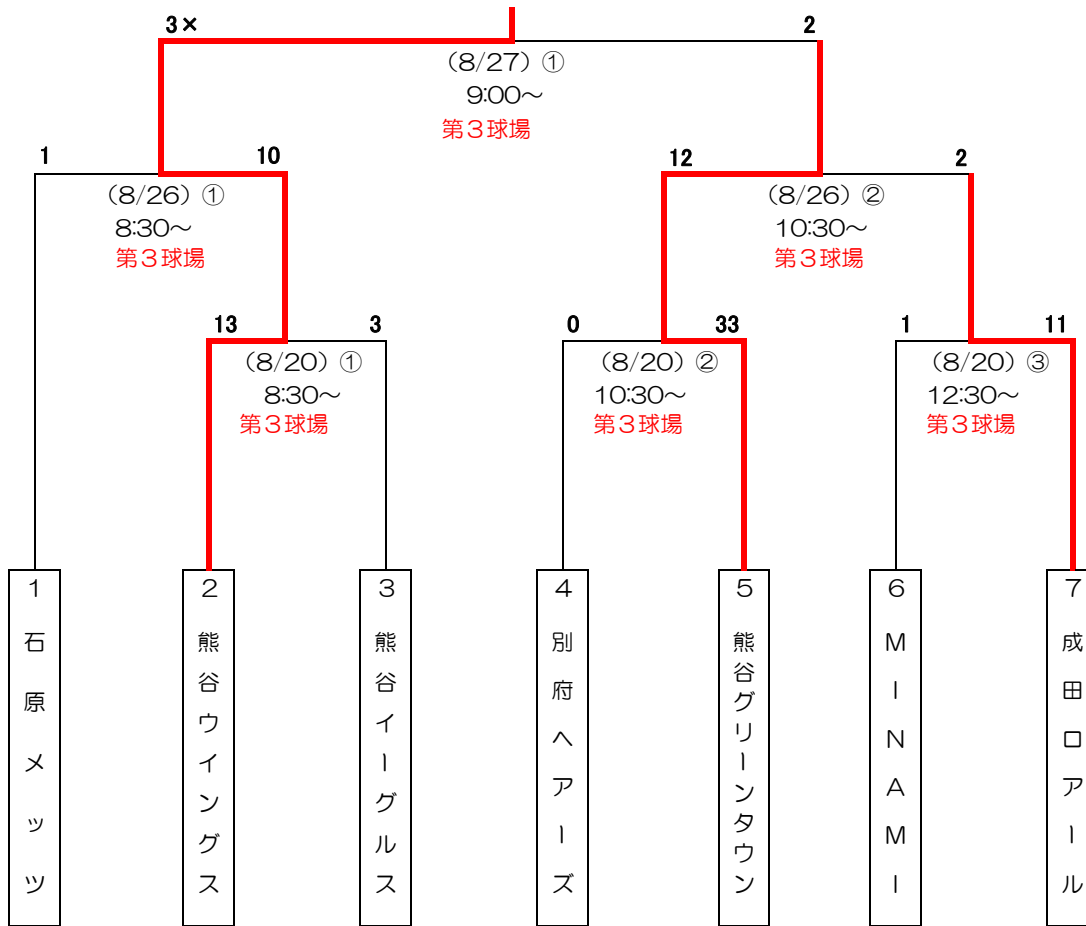 3×
2
(8/27) ①
9:00～
第3球場
1
10
12
2
(8/26) ①
8:30～
第3球場
(8/26) ②
10:30～
第3球場
13
3
0
33
1
11
(8/20) ①
8:30～
第3球場
(8/20) ②
10:30～
第3球場
(8/20) ③
12:30～
第3球場
1
石原メッツ
2
熊谷ウイングス
3
熊谷イーグルス
4
別府ヘアーズ
5
熊谷グリーンタウン
6
MINAMI
7
成田ロアール